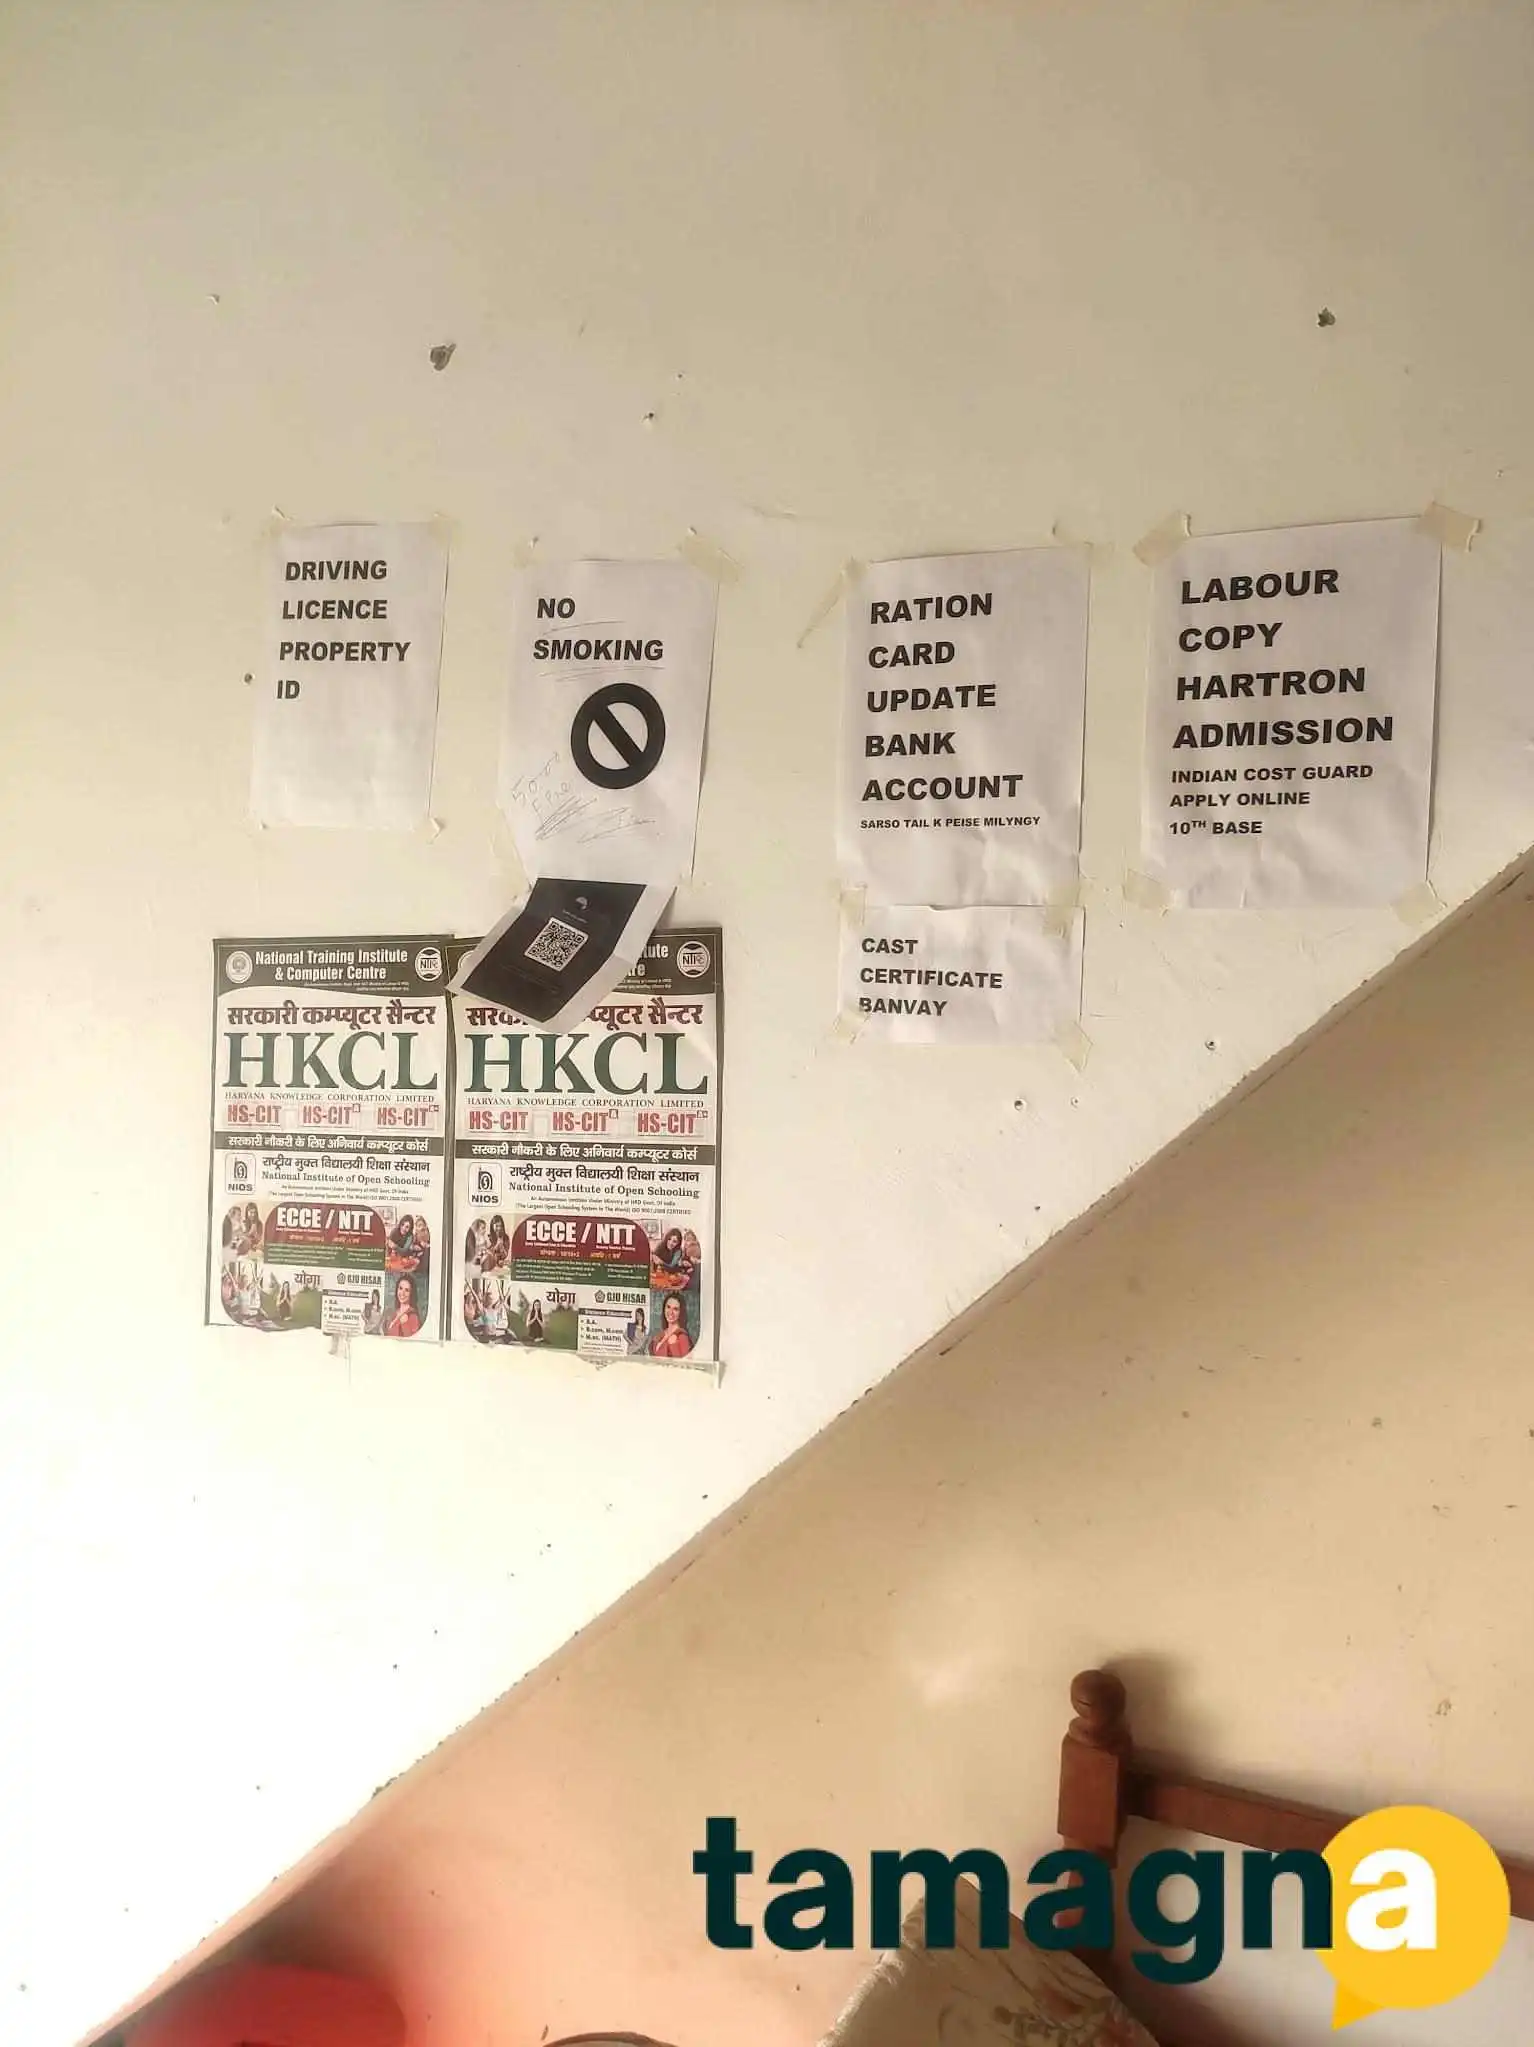 DRIVING
LICENCE
PROPERTY
ID
NO
SMOKING
RATION
CARD
UPDATE
BANK
ACCOUNT
SARSO TAIL K PEISE MILYNGY
LABOUR
COPY
HARTRON
ADMISSION
INDIAN COST GUARD
APPLY ONLINE
10TH BASE
CAST
CERTIFICATE
BANVAY
National Training Institute
& Computer Centre
सरकारी कम्प्यूटर सैन्टर
HKCL
HARYANA KNOWLEDGE CORPORATION LIMITED
HS-CIT HS-CIT HS-CIT
सरकारी नौकरी के लिए अनिवार्य कम्प्यूटर कोर्स
राष्ट्रीय मुक्त विद्यालयी शिक्षा संस्थान
National Institute of Open Schooling
NIOS
ECCE / NTT
योगा GJU HISAR
HKCL
HARYANA KNOWLEDGE CORPORATION LIMITED
HS-CIT HS-CIT HS-CIT
सरकारी नौकरी के लिए अनिवार्य कम्प्यूटर कोर्स
राष्ट्रीय मुक्त विद्यालयी शिक्षा संस्थान
National Institute of Open Schooling
NIOS
ECCE / NTT
योगा GJU HISAR
tamagna